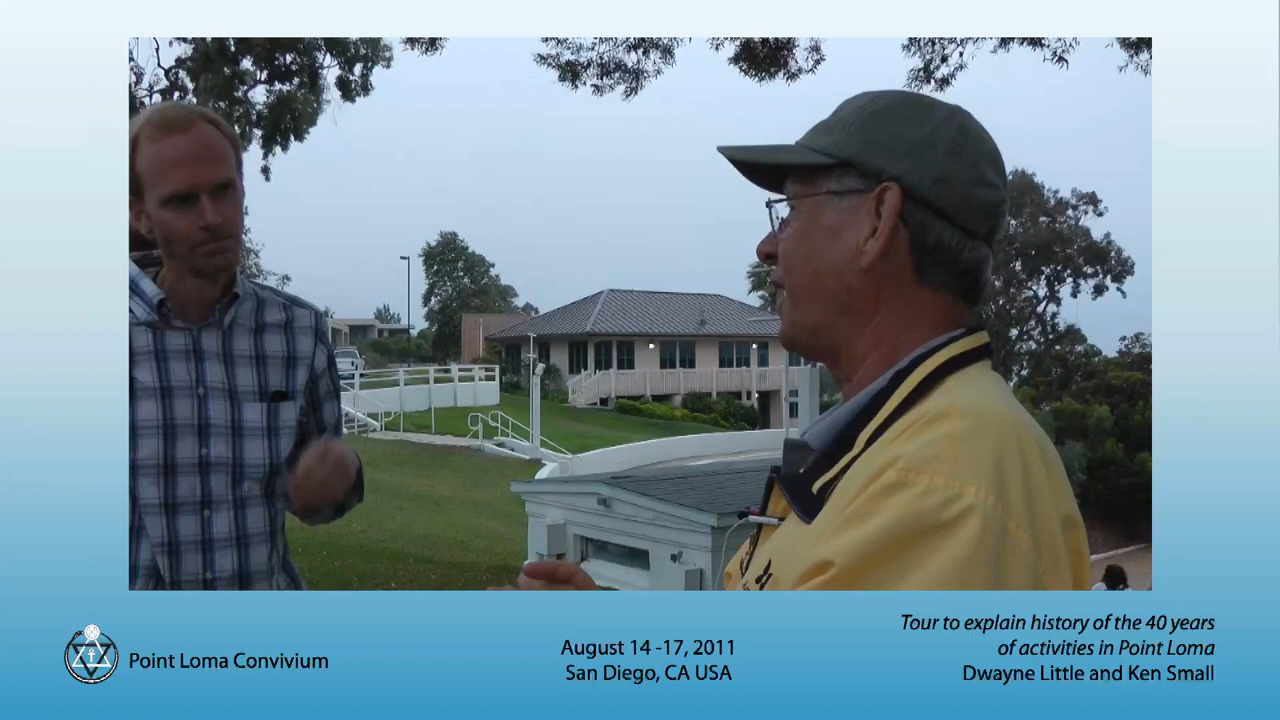 Point Loma Convivium
August 14 -17, 2011
San Diego, CA USA
Tour to explain history of the 40 years
of activities in Point Loma
Dwayne Little and Ken Small